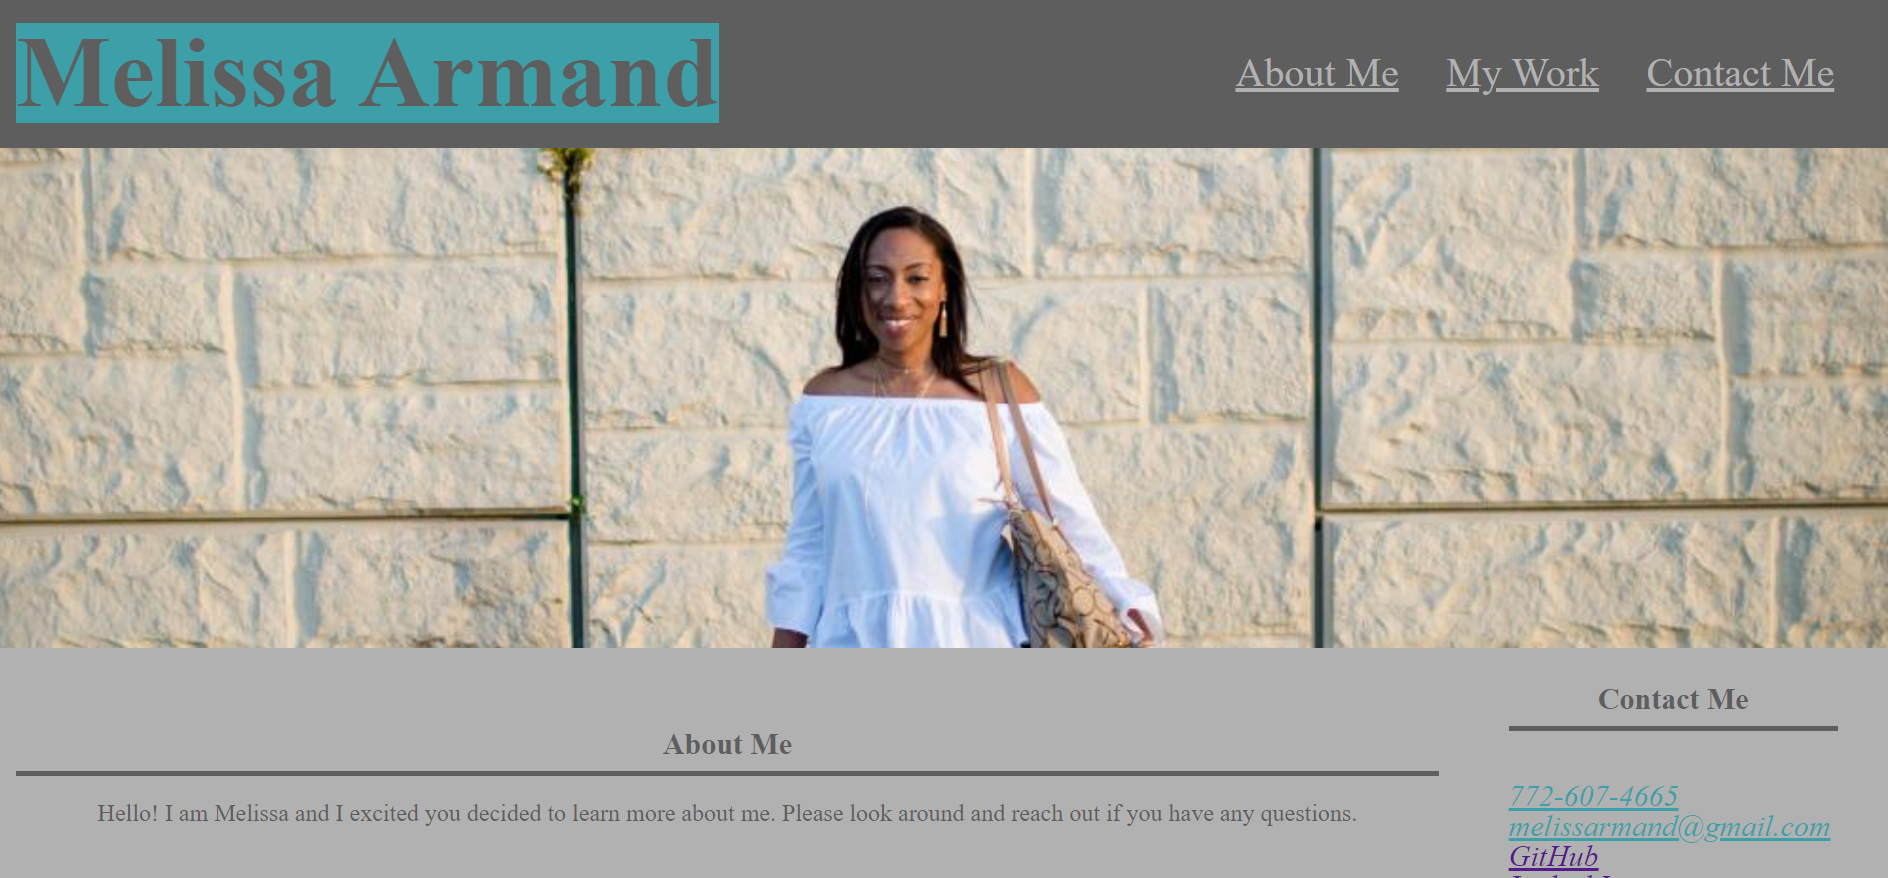 Melissa Armand
About Me My Work Contact Me
About Me
Hello! I am Melissa and I excited you decided to learn more about me. Please look around and reach out if you have any questions.
Contact Me
772-607-4665
melissarmand@gmail.com
GitHub